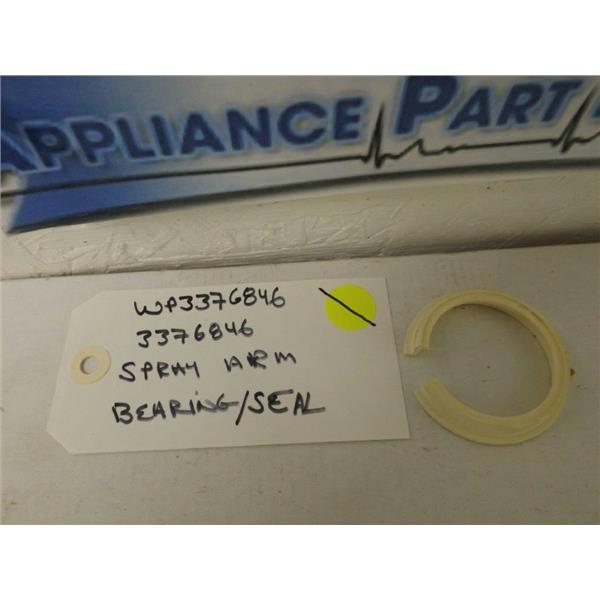 APPLIANCE PART
WP3376846
3376846
SPRAY ARM
BEARING/SEAL